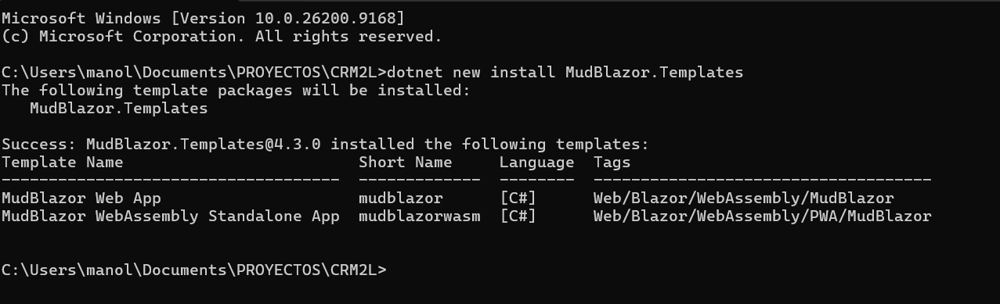 Microsoft Windows [Version 10.0.26200.9168]
(c) Microsoft Corporation. All rights reserved.
C:\Users\manol\Documents\PROYECTOS\CRM2L>dotnet new install MudBlazor.Templates
The following template packages will be installed:
   MudBlazor.Templates
Success: MudBlazor.Templates@4.3.0 installed the following templates:
Template Name                         Short Name     Language  Tags
------------------------------------  -------------  --------  ------------------------------------
MudBlazor Web App                     mudblazor      [C#]      Web/Blazor/WebAssembly/MudBlazor
MudBlazor WebAssembly Standalone App  mudblazorwasm  [C#]      Web/Blazor/WebAssembly/PWA/MudBlazor
C:\Users\manol\Documents\PROYECTOS\CRM2L>